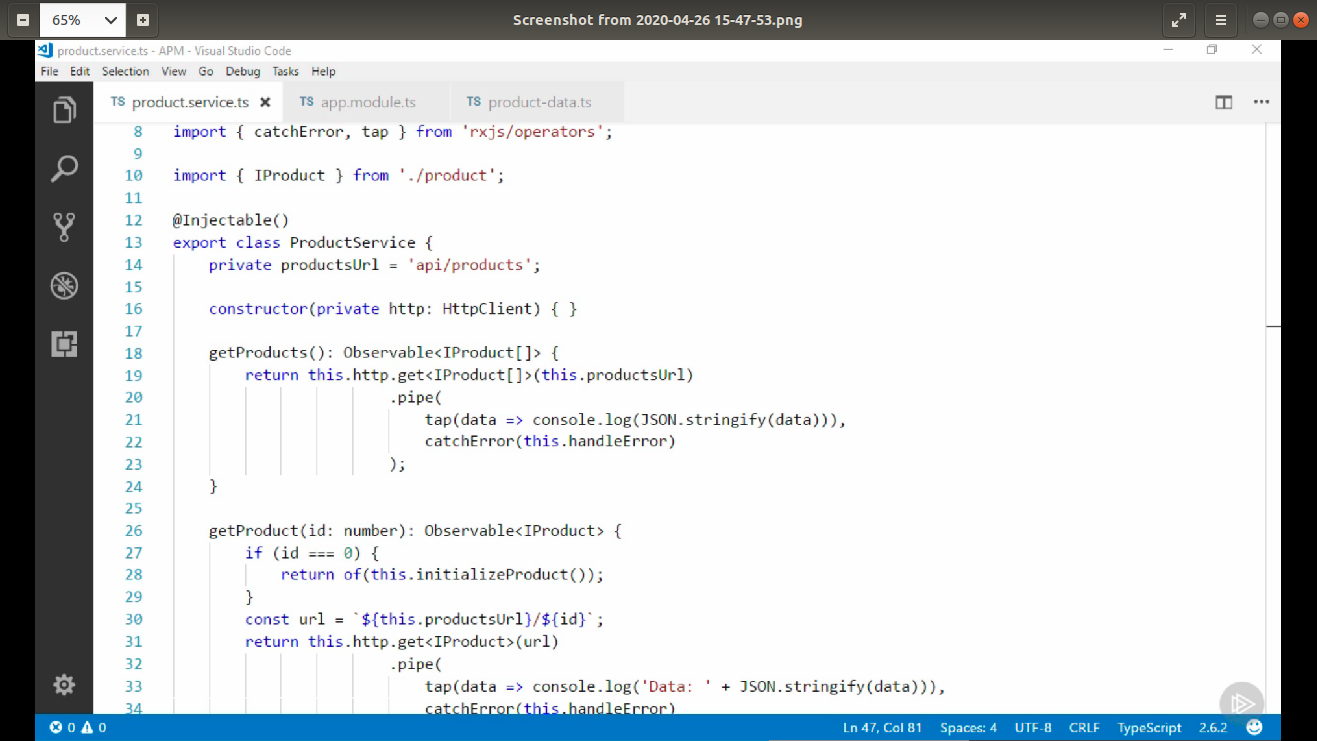 65%
Screenshot from 2020-04-26 15-47-53.png
product.service.ts - APM - Visual Studio Code
File Edit Selection View Go Debug Tasks Help
TS product.service.ts TS app.module.ts TS product-data.ts
8 import { catchError, tap } from 'rxjs/operators';
9
10 import { IProduct } from './product';
11
12 @Injectable()
13 export class ProductService {
14     private productsUrl = 'api/products';
15
16     constructor(private http: HttpClient) { }
17
18     getProducts(): Observable<IProduct[]> {
19         return this.http.get<IProduct[]>(this.productsUrl)
20                         .pipe(
21                             tap(data => console.log(JSON.stringify(data))),
22                             catchError(this.handleError)
23                         );
24     }
25
26     getProduct(id: number): Observable<IProduct> {
27         if (id === 0) {
28             return of(this.initializeProduct());
29         }
30         const url = `${this.productsUrl}/${id}`;
31         return this.http.get<IProduct>(url)
32                         .pipe(
33                             tap(data => console.log('Data: ' + JSON.stringify(data))),
34                             catchError(this.handleError)
0 0 Ln 47, Col 81 Spaces: 4 UTF-8 CRLF TypeScript 2.6.2